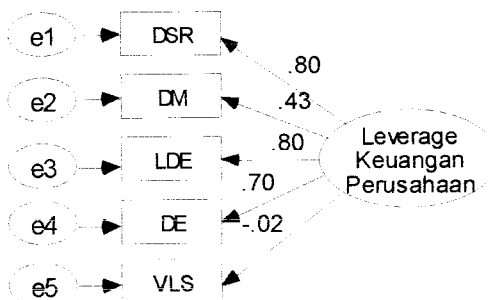 e1
DSR
.80
e2
DM
.43
e3
LDE
.80
Leverage
Keuangan
Perusahaan
.70
e4
DE
-.02
e5
VLS